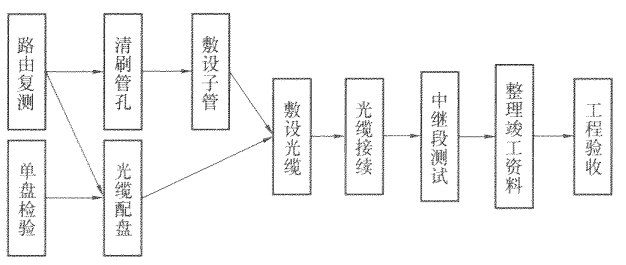 路由复测
清刷管孔
敷设子管
单盘检验
光缆配盘
敷设光缆
光缆接续
中继段测试
整理竣工资料
工程验收